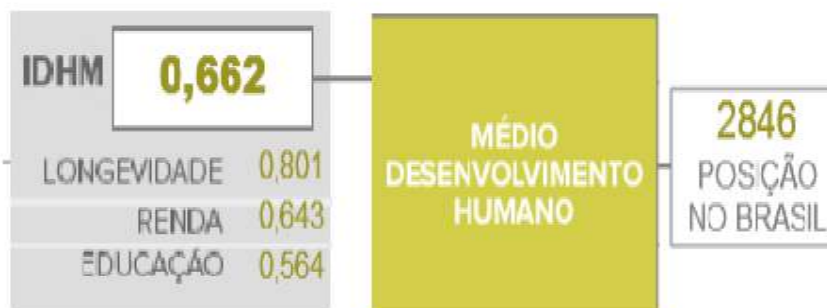 IDHM 0,662
LONGEVIDADE 0,801
RENDA 0,643
EDUCAÇÃO 0,564
MÉDIO
DESENVOLVIMENTO
HUMANO
2846
POSIÇÃO
NO BRASIL